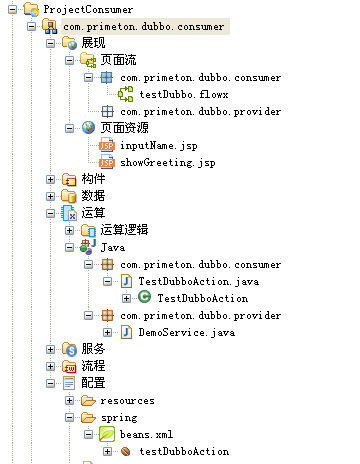 ProjectConsumer
com.primeton.dubbo.consumer
展现
页面流
com.primeton.dubbo.consumer
testDubbo.flowx
com.primeton.dubbo.provider
页面资源
inputName.jsp
showGreeting.jsp
构件
数据
运算
运算逻辑
Java
com.primeton.dubbo.consumer
TestDubboAction.java
TestDubboAction
com.primeton.dubbo.provider
DemoService.java
服务
流程
配置
resources
spring
beans.xml
testDubboAction